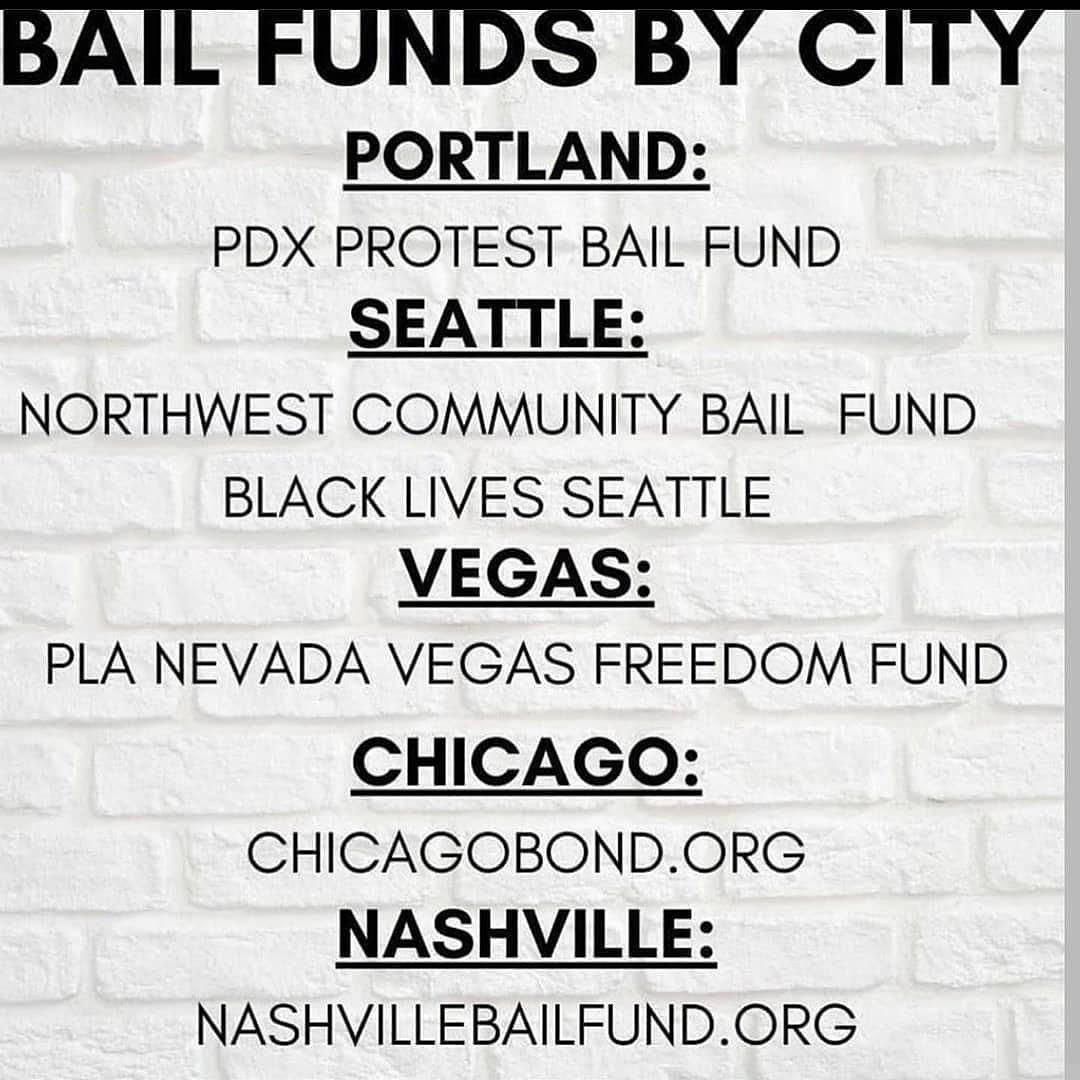 BAIL FUNDS BY CITY
PORTLAND:
PDX PROTEST BAIL FUND
SEATTLE:
NORTHWEST COMMUNITY BAIL FUND
BLACK LIVES SEATTLE
VEGAS:
PLA NEVADA VEGAS FREEDOM FUND
CHICAGO:
CHICAGOBOND.ORG
NASHVILLE:
NASHVILLEBAILFUND.ORG